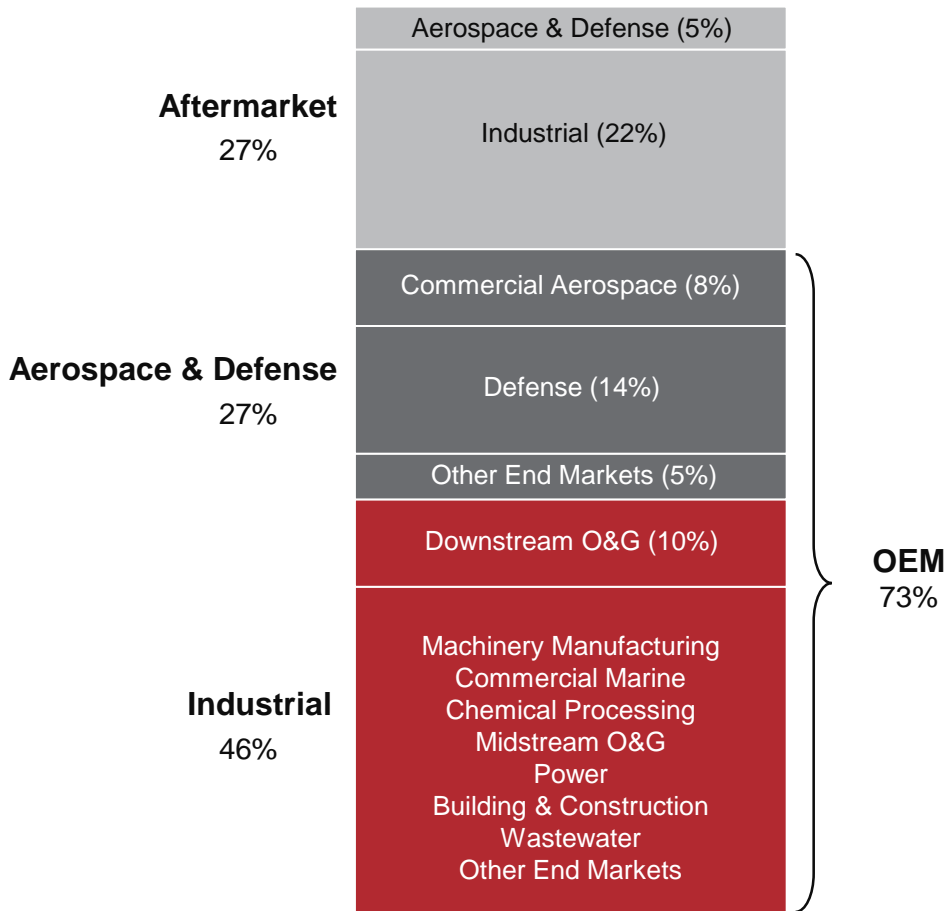 Aerospace & Defense (5%)
Aftermarket
27%
Industrial (22%)
Commercial Aerospace (8%)
Aerospace & Defense
27%
Defense (14%)
Other End Markets (5%)
Downstream O&G (10%)
OEM
73%
Industrial
46%
Machinery Manufacturing
Commercial Marine
Chemical Processing
Midstream O&G
Power
Building & Construction
Wastewater
Other End Markets